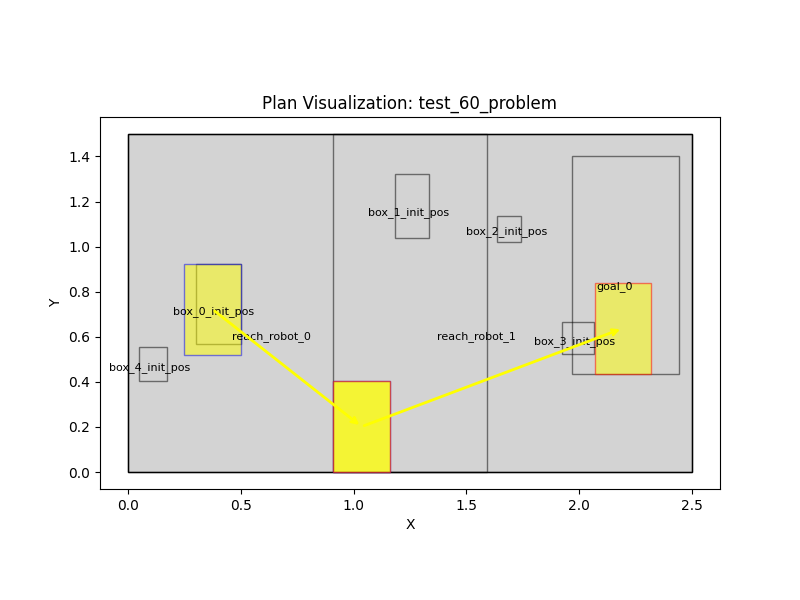 Plan Visualization: test_60_problem
1.4
1.2
1.0
0.8
0.6
0.4
0.2
0.0
Y
box_1_init_pos
box_2_init_pos
goal_0
box_0_init_pos
reach_robot_0
reach_robot_1
box_3_init_pos
box_4_init_pos
0.0 0.5 1.0 1.5 2.0 2.5
X